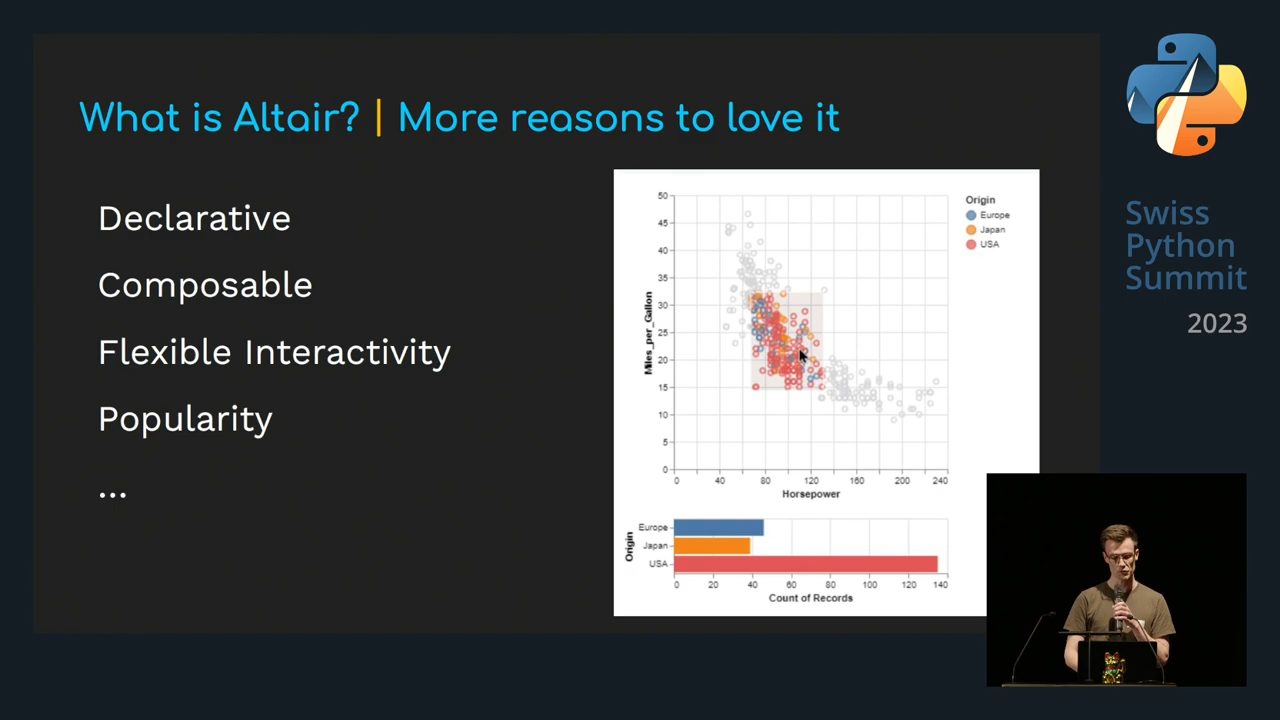 What is Altair? | More reasons to love it
Declarative
Composable
Flexible Interactivity
Popularity
...
50
45
40
35
30
25
20
15
10
5
0
Miles_per_Gallon
0 40 80 120 160 200 240
Horsepower
Origin
Europe
Japan
USA
Origin
Europe
Japan
USA
0 20 40 60 80 100 120 140
Count of Records
Swiss
Python
Summit
2023